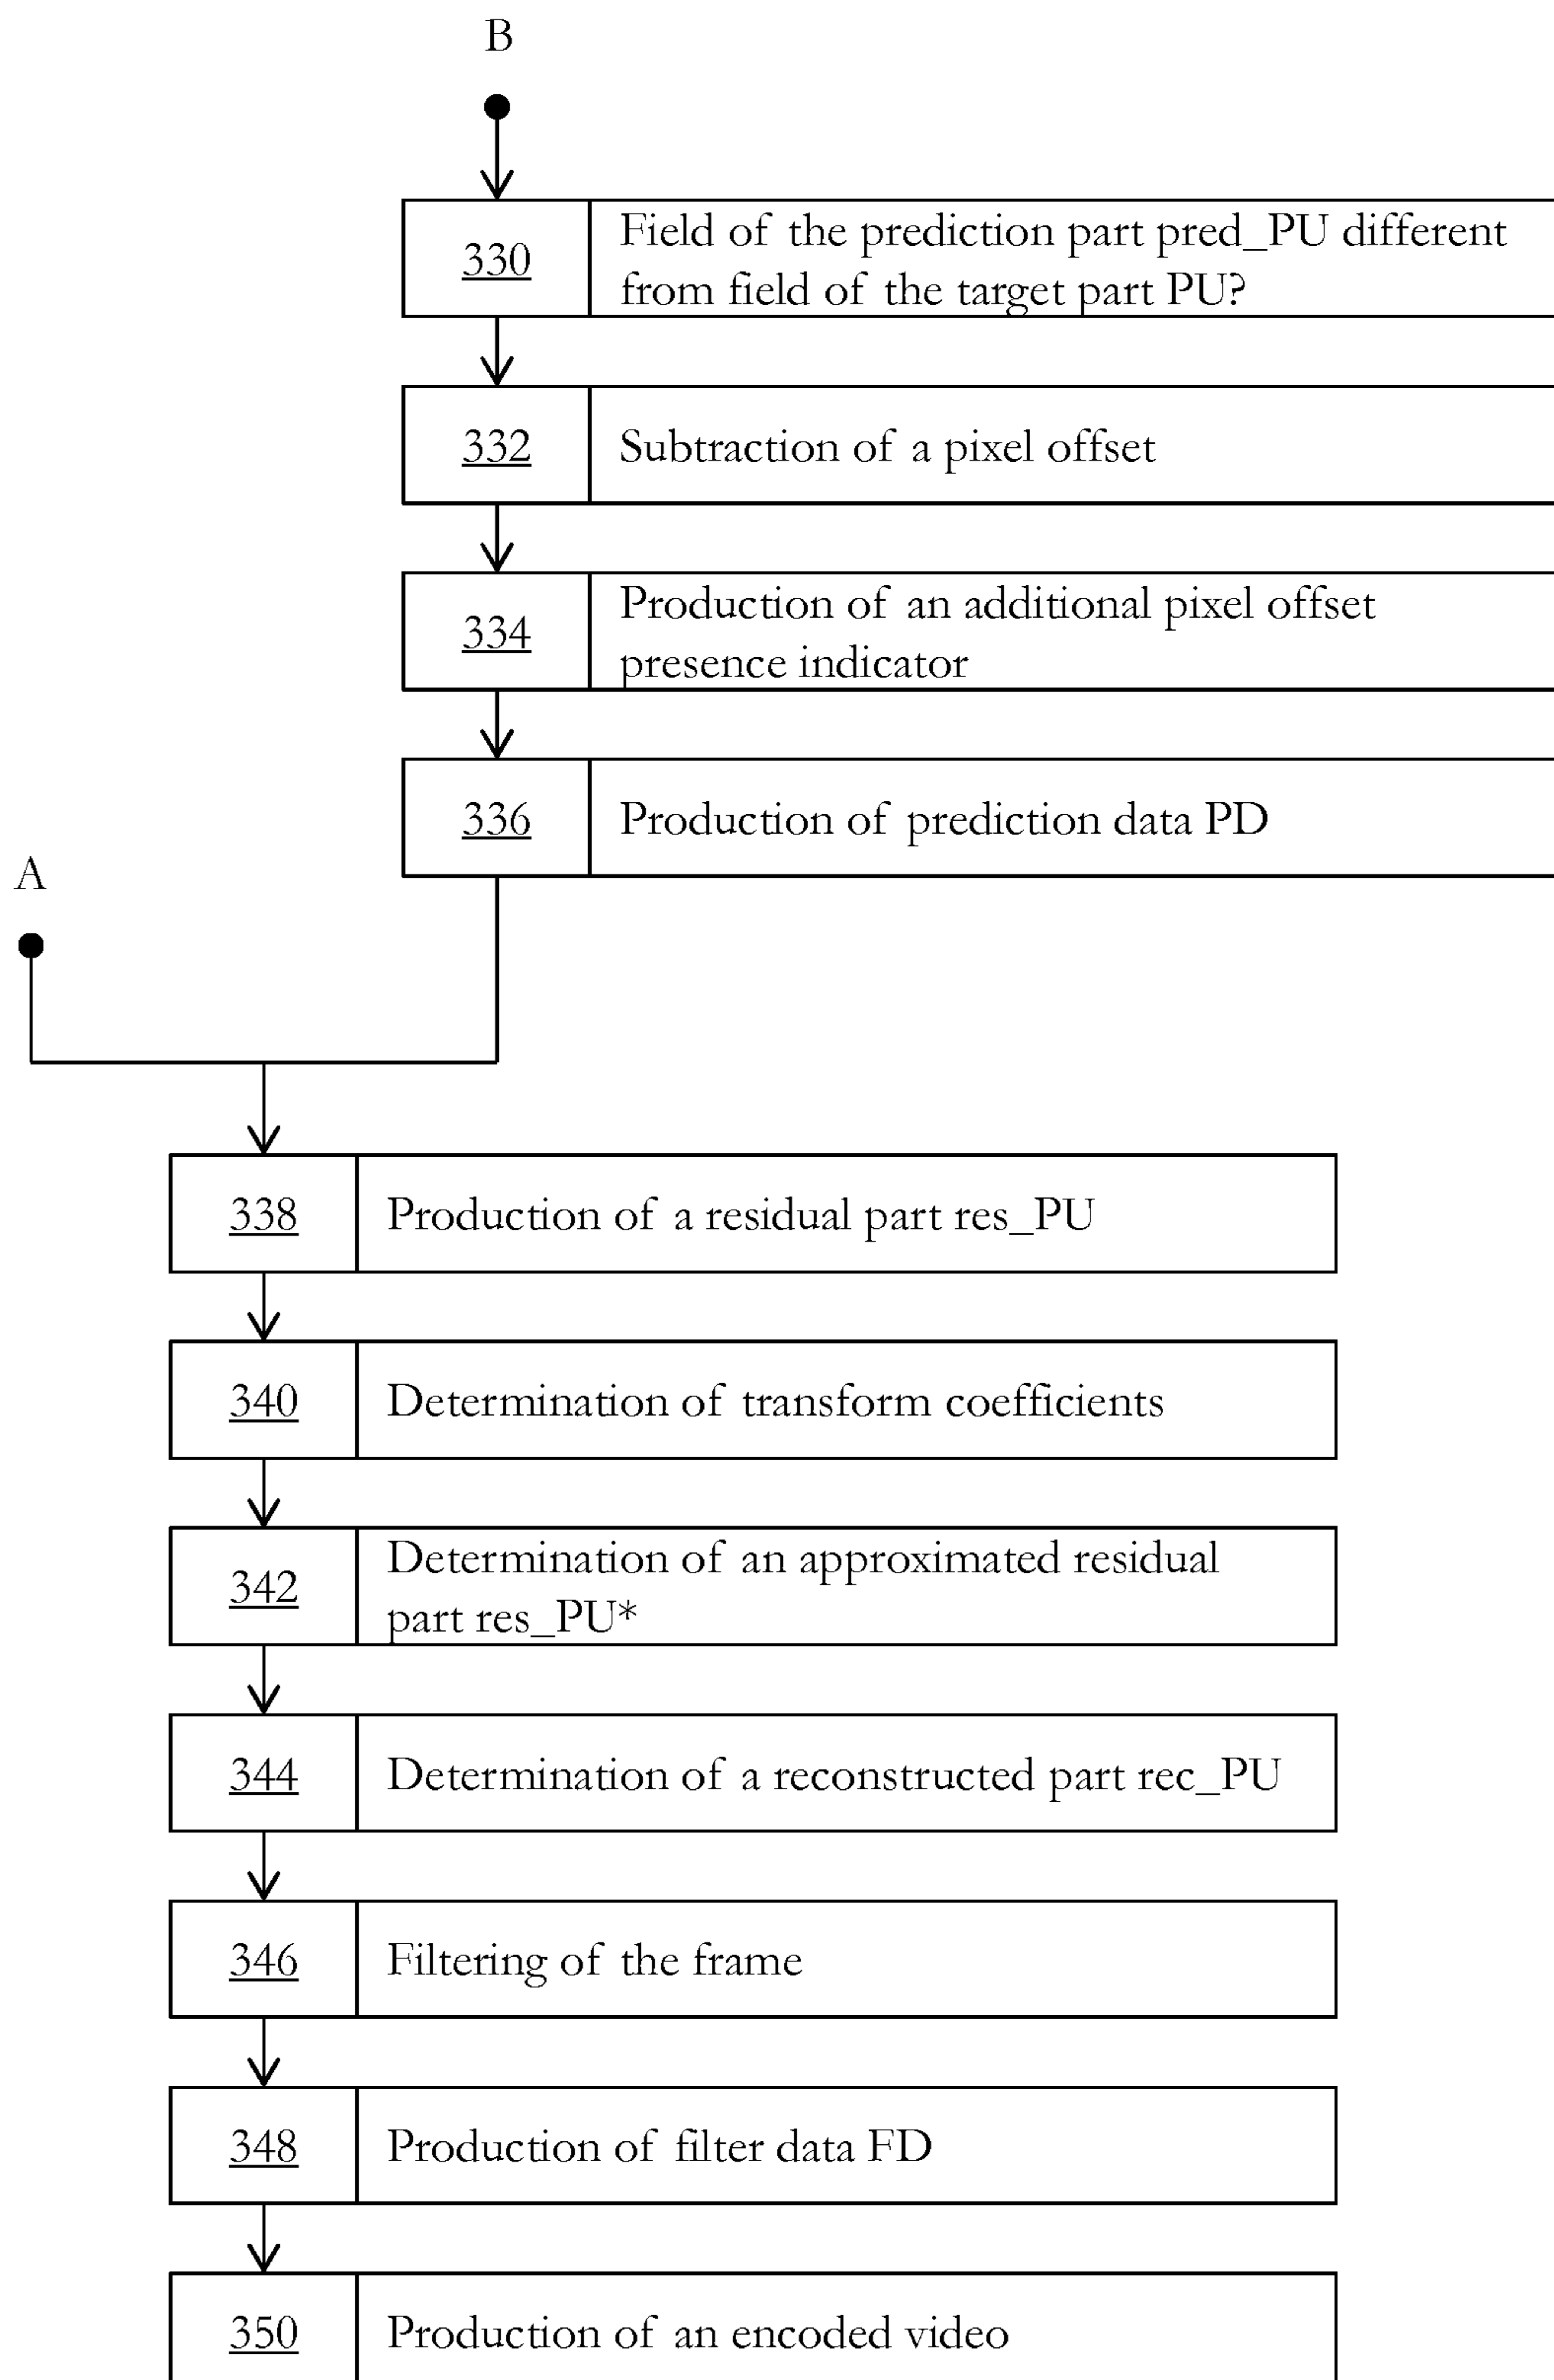 B
330 Field of the prediction part pred_PU different
from field of the target part PU?
332 Subtraction of a pixel offset
334 Production of an additional pixel offset
presence indicator
336 Production of prediction data PD
A
338 Production of a residual part res_PU
340 Determination of transform coefficients
342 Determination of an approximated residual
part res_PU*
344 Determination of a reconstructed part rec_PU
346 Filtering of the frame
348 Production of filter data FD
350 Production of an encoded video